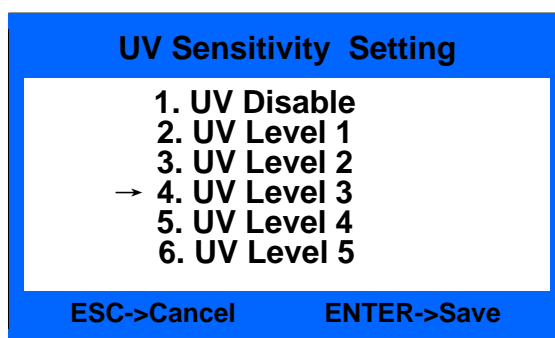 UV Sensitivity Setting
1. UV Disable
2. UV Level 1
3. UV Level 2
→ 4. UV Level 3
5. UV Level 4
6. UV Level 5
ESC->Cancel ENTER->Save